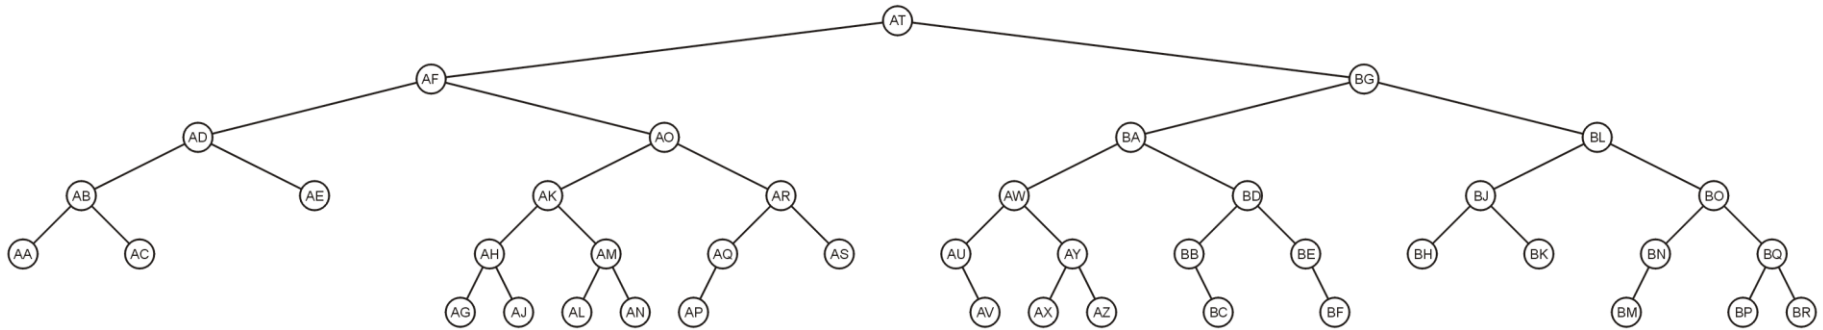 AT
AF BG
AD AO BA BL
AB AE AK AR AW BD BJ BO
AA AC AH AM AQ AS AU AY BB BE BH BK BN BQ
AG AJ AL AN AP AV AX AZ BC BF BM BP BR